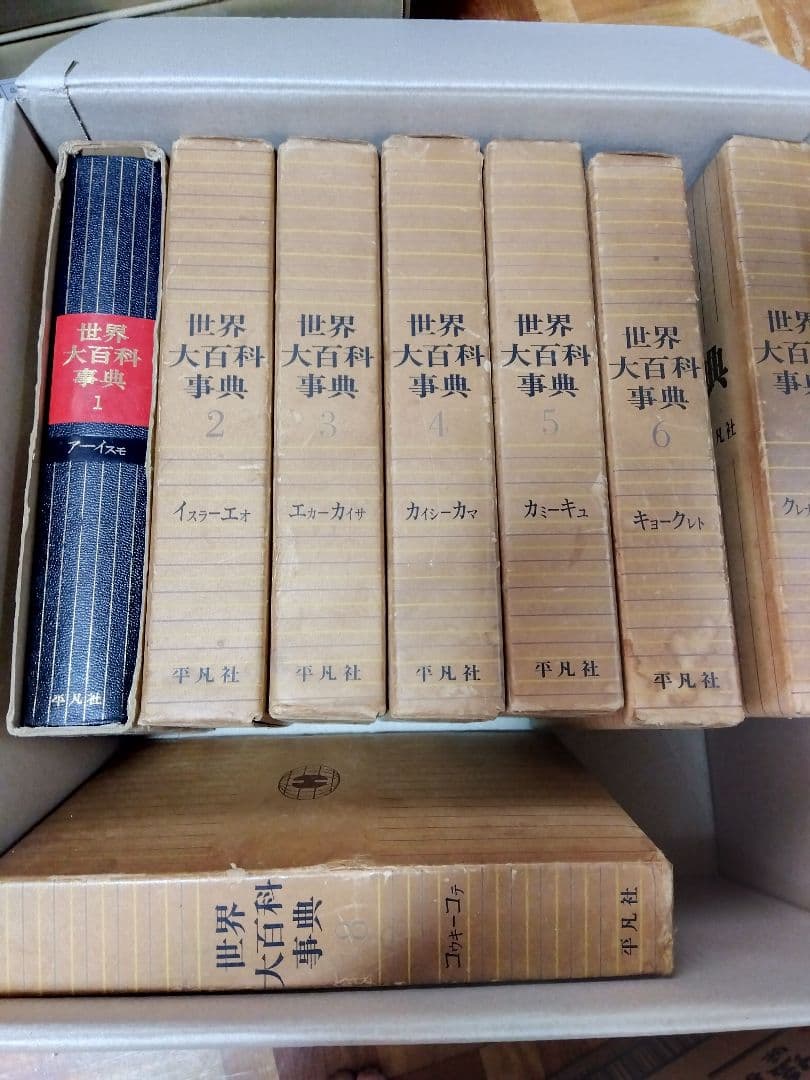 世界
大百科
事典
1
アーイスモ
平凡社
世界
大百科
事典
2
イスラーエオ
平凡社
世界
大百科
事典
3
エカーカイサ
平凡社
世界
大百科
事典
4
カイシーカマ
平凡社
世界
大百科
事典
5
カミーキュ
平凡社
世界
大百科
事典
6
キョークレト
平凡社
典
凡社
世界
大百
事
クレナ
世界
大百科
事典
8
コウキーコテ
平凡社